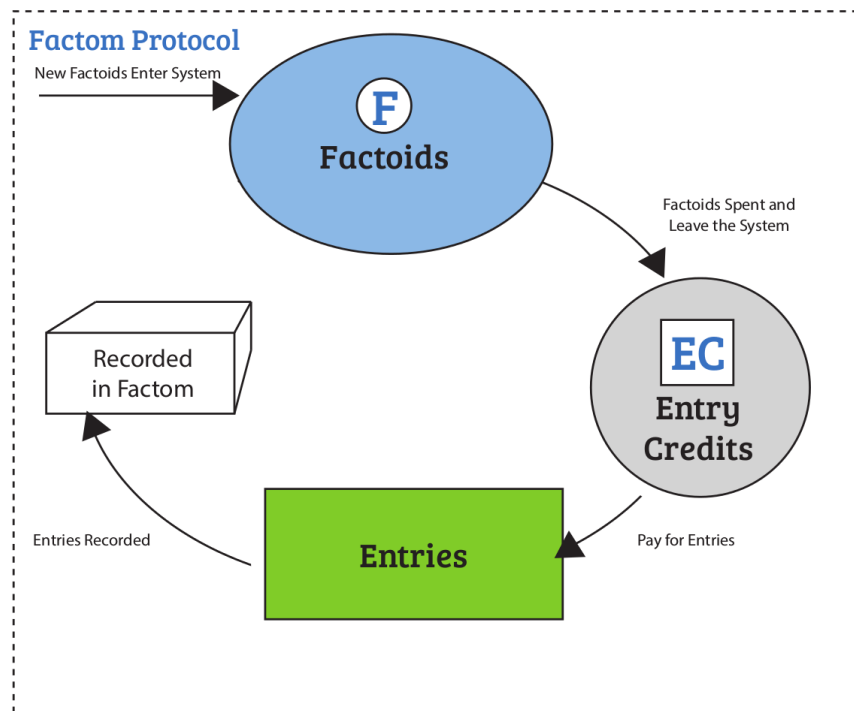 Factom Protocol
New Factoids Enter System
F
Factoids
Factoids Spent and
Leave the System
EC
Entry
Credits
Recorded
in Factom
Entries Recorded
Entries
Pay for Entries